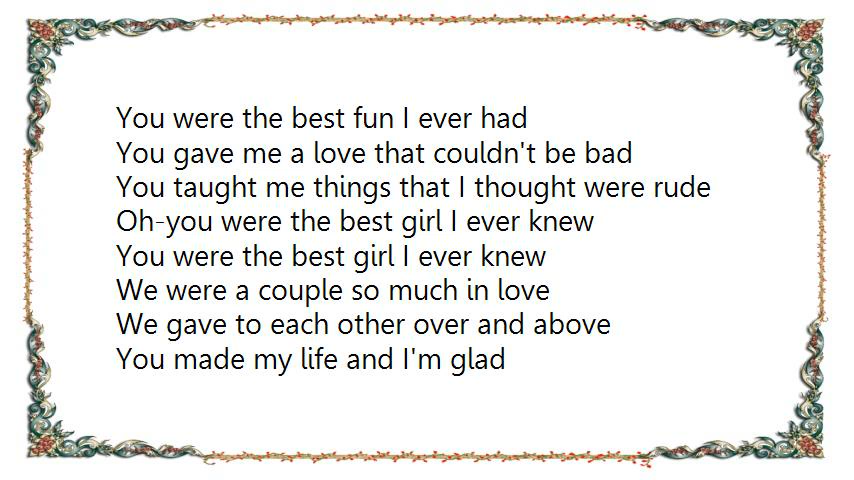 You were the best fun I ever had
You gave me a love that couldn't be bad
You taught me things that I thought were rude
Oh-you were the best girl I ever knew
You were the best girl I ever knew
We were a couple so much in love
We gave to each other over and above
You made my life and I'm glad